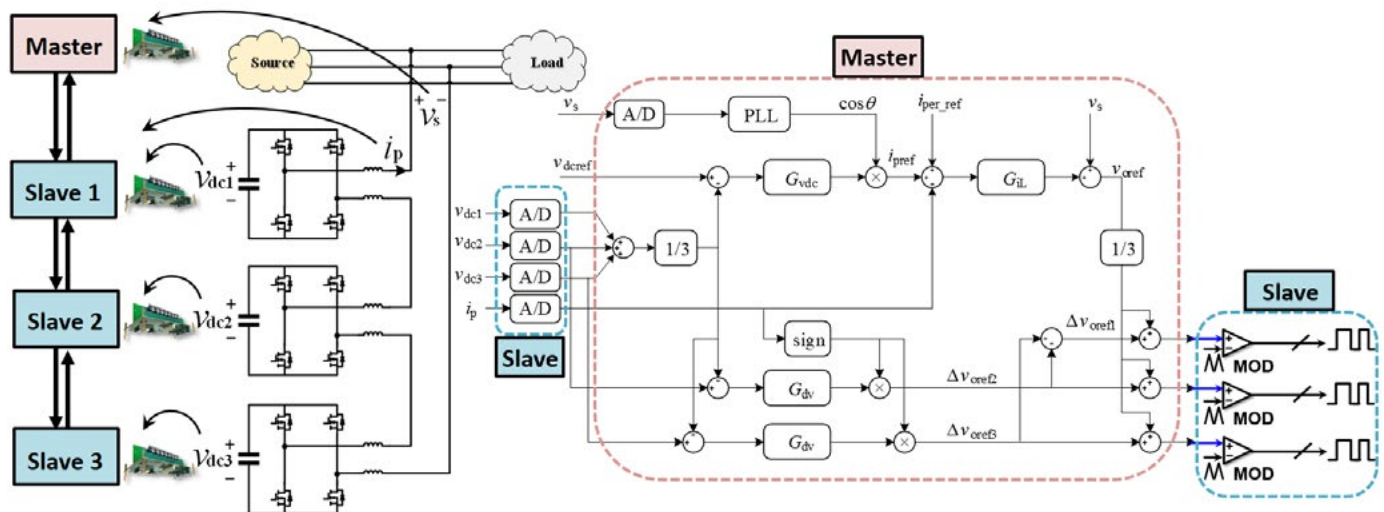 Master
Slave 1
Slave 2
Slave 3
Source
Load
+ vs −
ip
+
vdc1
−
+
vdc2
−
+
vdc3
−
Master
vs
A/D
PLL
cosθ
iper_ref
vs
vdcref
Gvdc
ipref
GiL
voref
vdc1
A/D
vdc2
A/D
1/3
1/3
vdc3
A/D
ip
A/D
Slave
sign
Δvoref1
Gdv
Δvoref2
Gdv
Δvoref3
Slave
MOD
MOD
MOD